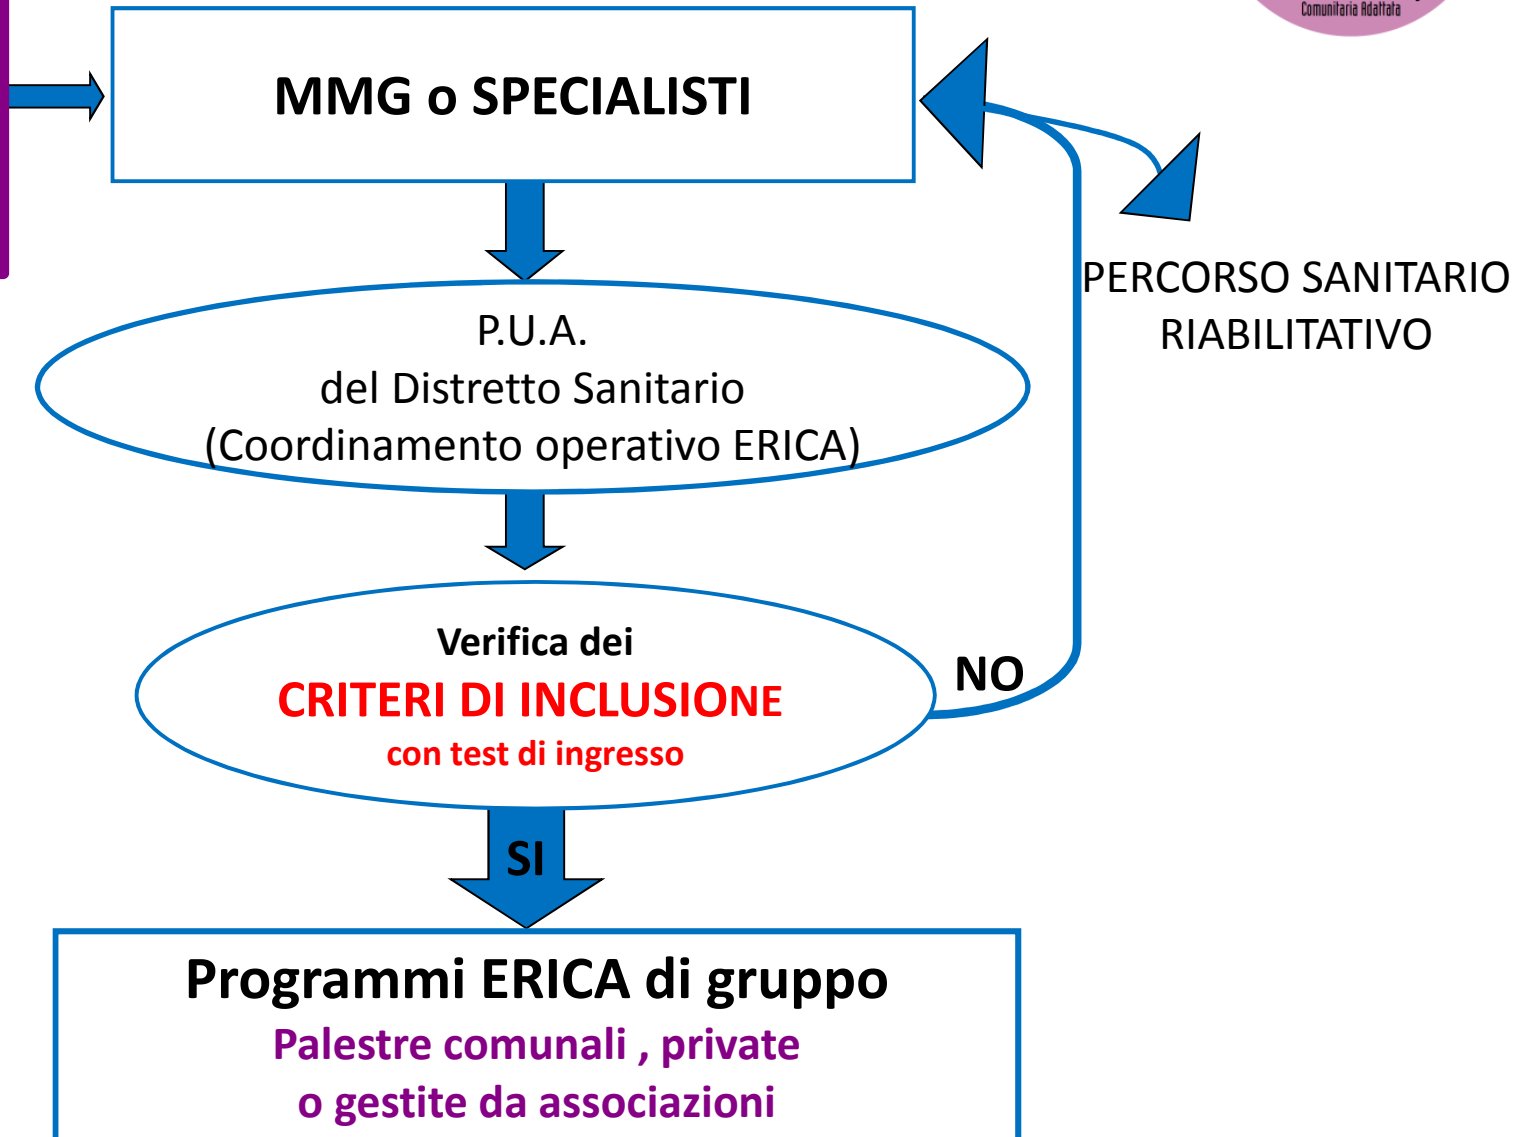 Comunitaria Adattata
MMG o SPECIALISTI
PERCORSO SANITARIO
RIABILITATIVO
P.U.A.
del Distretto Sanitario
(Coordinamento operativo ERICA)
Verifica dei
CRITERI DI INCLUSIONE
con test di ingresso
NO
SI
Programmi ERICA di gruppo
Palestre comunali , private
o gestite da associazioni